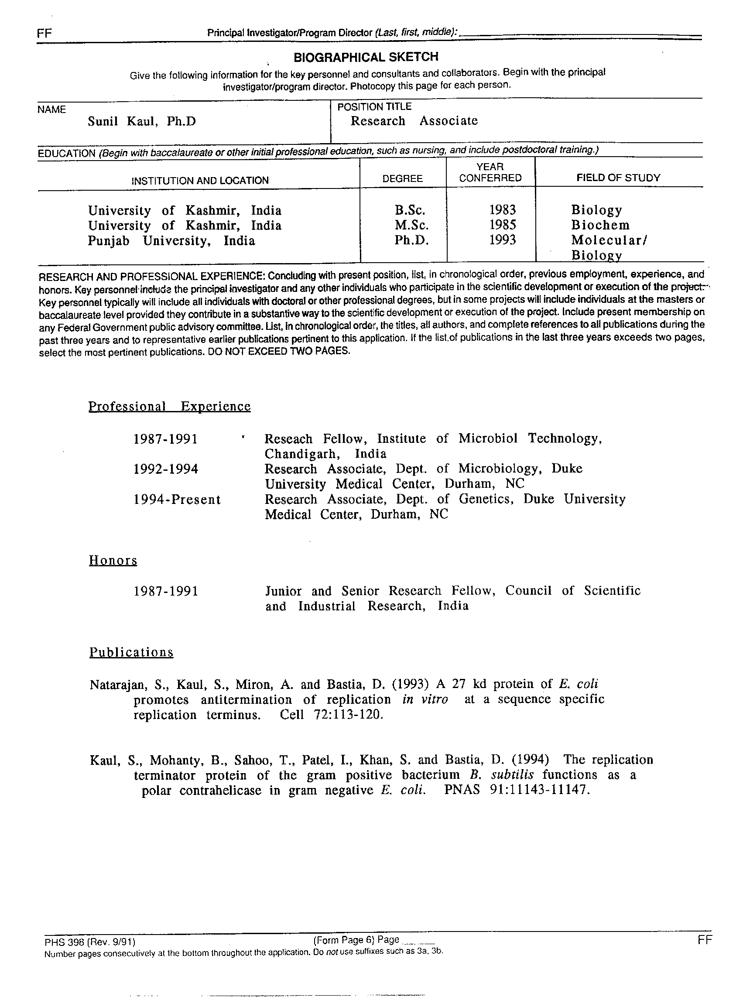 FF
Principal Investigator/Program Director (Last, first, middle):
BIOGRAPHICAL SKETCH
Give the following information for the key personnel and consultants and collaborators. Begin with the principal
investigator/program director. Photocopy this page for each person.
NAME
Sunil Kaul, Ph.D
POSITION TITLE
Research Associate
EDUCATION (Begin with baccalaureate or other initial professional education, such as nursing, and include postdoctoral training.)
INSTITUTION AND LOCATION
DEGREE
YEAR
CONFERRED
FIELD OF STUDY
University of Kashmir, India B.Sc. 1983 Biology
University of Kashmir, India M.Sc. 1985 Biochem
Punjab University, India Ph.D. 1993 Molecular/
Biology
RESEARCH AND PROFESSIONAL EXPERIENCE: Concluding with present position, list, in chronological order, previous employment, experience, and
honors. Key personnel include the principal investigator and any other individuals who participate in the scientific development or execution of the project.
Key personnel typically will include all individuals with doctoral or other professional degrees, but in some projects will include individuals at the masters or
baccalaureate level provided they contribute in a substantive way to the scientific development or execution of the project. Include present membership on
any Federal Government public advisory committee. List, in chronological order, the titles, all authors, and complete references to all publications during the
past three years and to representative earlier publications pertinent to this application. If the list of publications in the last three years exceeds two pages,
select the most pertinent publications. DO NOT EXCEED TWO PAGES.
Professional Experience
1987-1991 Reseach Fellow, Institute of Microbiol Technology,
Chandigarh, India
1992-1994 Research Associate, Dept. of Microbiology, Duke
University Medical Center, Durham, NC
1994-Present Research Associate, Dept. of Genetics, Duke University
Medical Center, Durham, NC
Honors
1987-1991 Junior and Senior Research Fellow, Council of Scientific
and Industrial Research, India
Publications
Natarajan, S., Kaul, S., Miron, A. and Bastia, D. (1993) A 27 kd protein of E. coli
promotes antitermination of replication in vitro at a sequence specific
replication terminus. Cell 72:113-120.
Kaul, S., Mohanty, B., Sahoo, T., Patel, I., Khan, S. and Bastia, D. (1994) The replication
terminator protein of the gram positive bacterium B. subtilis functions as a
polar contrahelicase in gram negative E. coli. PNAS 91:11143-11147.
PHS 398 (Rev. 9/91) (Form Page 6) Page ______ FF
Number pages consecutively at the bottom throughout the application. Do not use suffixes such as 3a, 3b.